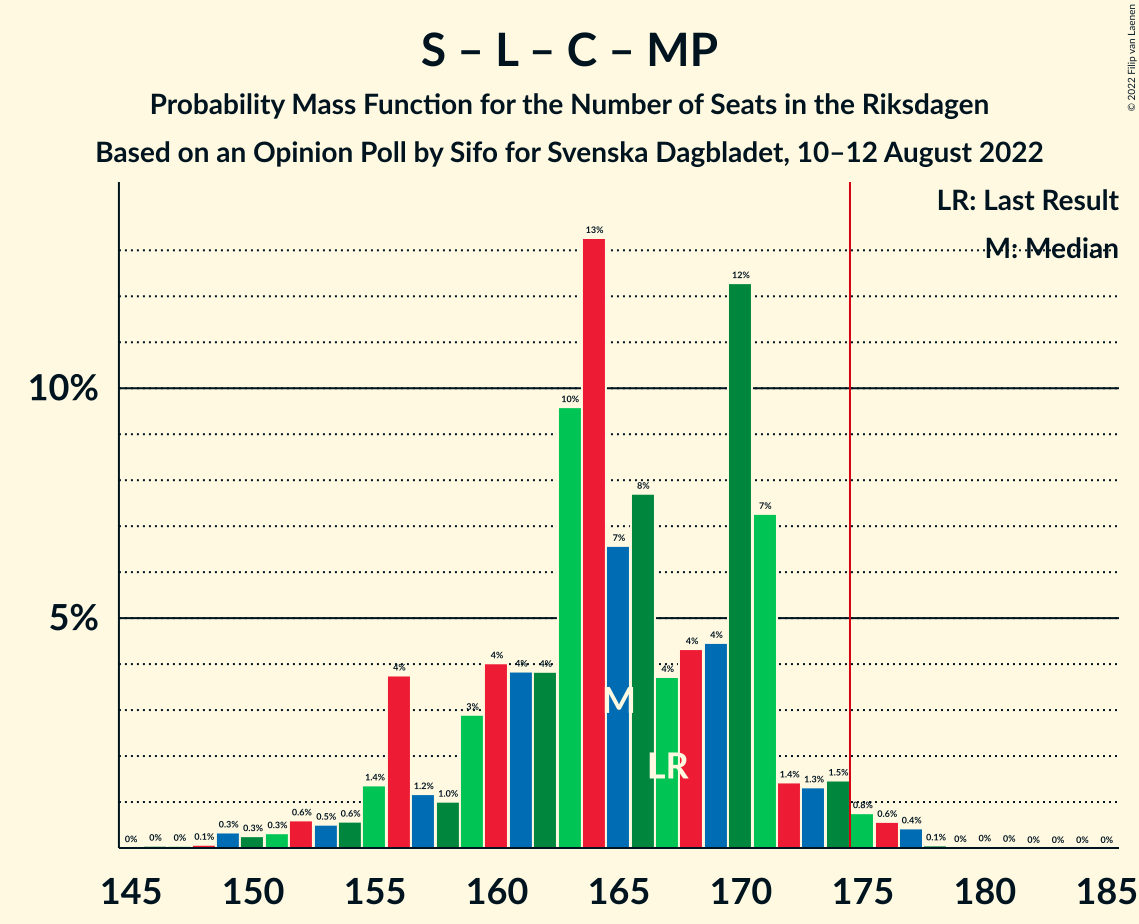 S – L – C – MP
Probability Mass Function for the Number of Seats in the Riksdagen
Based on an Opinion Poll by Sifo for Svenska Dagbladet, 10–12 August 2022
© 2022 Filip van Laenen
LR: Last Result
M: Median
10%
5%
0% 0% 0% 0.1% 0.3% 0.3% 0.3% 0.6% 0.5% 0.6% 1.4% 4% 1.2% 1.0% 3% 4% 4% 4% 10% 13% 7% 8% 4% 4% 4% 12% 7% 1.4% 1.3% 1.5% 0.8% 0.6% 0.4% 0.1% 0% 0% 0% 0% 0% 0% 0%
M
LR
145 150 155 160 165 170 175 180 185